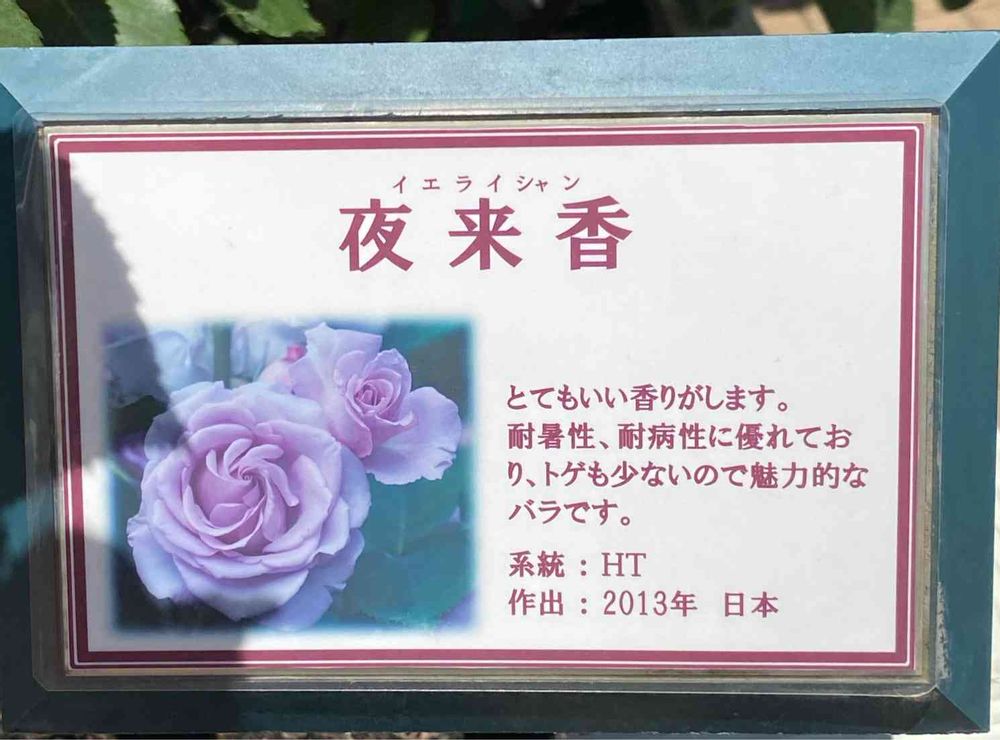 イエライシャン
夜来香
とてもいい香りがします。
耐暑性、耐病性に優れてお
り、トゲも少ないので魅力的な
バラです。
系統：HT
作出：2013年 日本